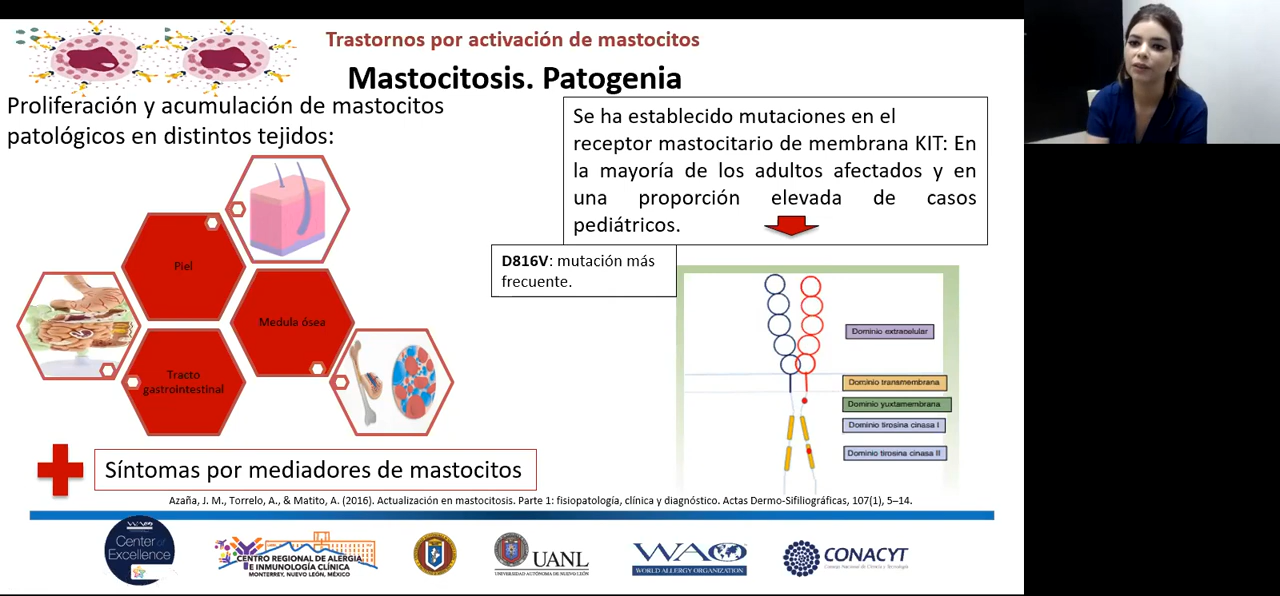 Trastornos por activación de mastocitos
Mastocitosis. Patogenia
Proliferación y acumulación de mastocitos
patológicos en distintos tejidos:
Se ha establecido mutaciones en el
receptor mastocitario de membrana KIT: En
la mayoría de los adultos afectados y en
una proporción elevada de casos
pediátricos.
D816V: mutación más
frecuente.
Piel
Medula ósea
Tracto
gastrointestinal
Dominio extracelular
Dominio transmembrana
Dominio yuxtamembrana
Dominio tirosina cinasa I
Dominio tirosina cinasa II
Síntomas por mediadores de mastocitos
Azaña, J. M., Torrelo, A., & Matito, A. (2016). Actualización en mastocitosis. Parte 1: fisiopatología, clínica y diagnóstico. Actas Dermo-Sifiliográficas, 107(1), 5–14.
WAO
Center of
Excellence
CENTRO REGIONAL DE ALERGIA
E INMUNOLOGÍA CLÍNICA
MONTERREY, NUEVO LEÓN, MÉXICO
UANL
UNIVERSIDAD AUTÓNOMA DE NUEVO LEÓN
WAO
WORLD ALLERGY ORGANIZATION
CONACYT
Consejo Nacional de Ciencia y Tecnología